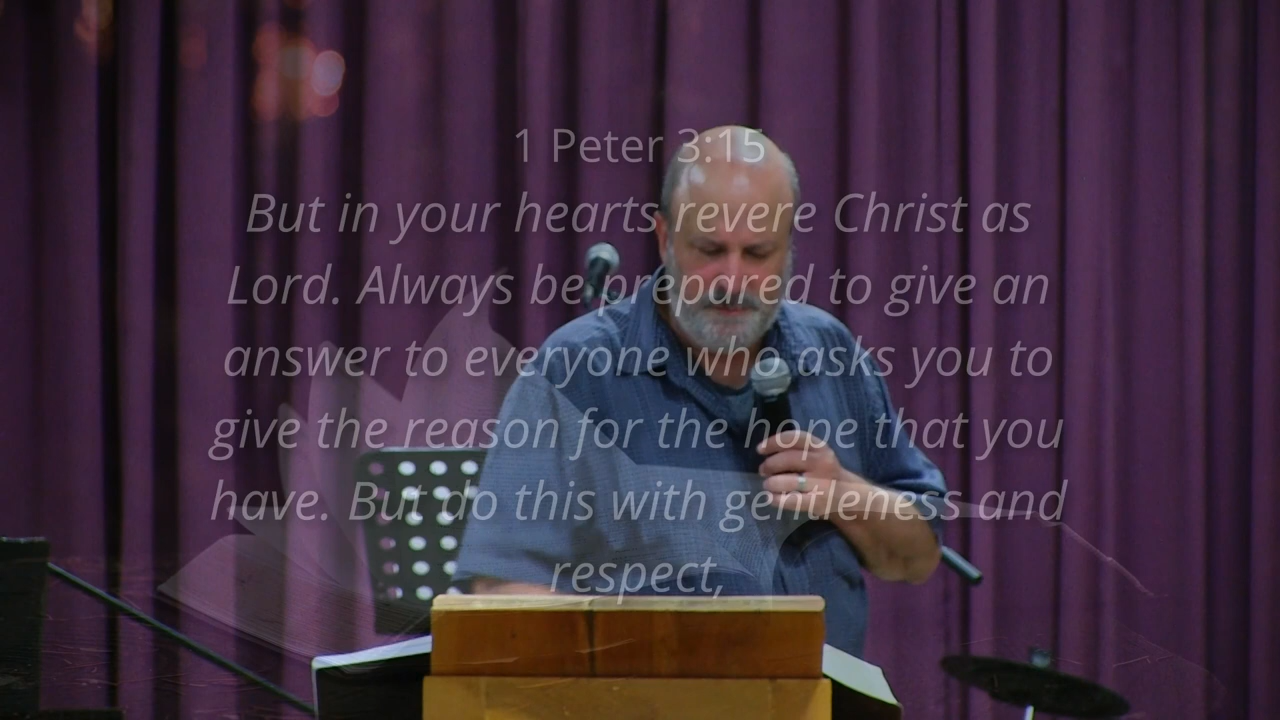 1 Peter 3:15
But in your hearts revere Christ as
Lord. Always be prepared to give an
answer to everyone who asks you to
give the reason for the hope that you
have. But do this with gentleness and
respect,